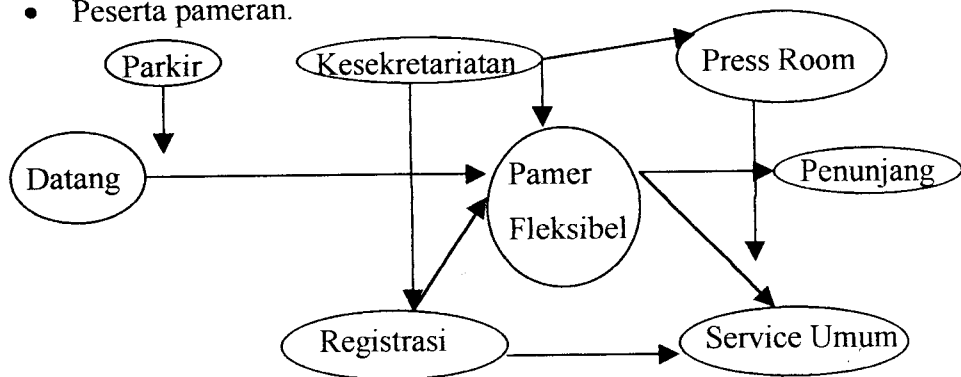 • Peserta pameran.
Parkir
Kesekretariatan
Press Room
Datang
Pamer
Fleksibel
Penunjang
Registrasi
Service Umum